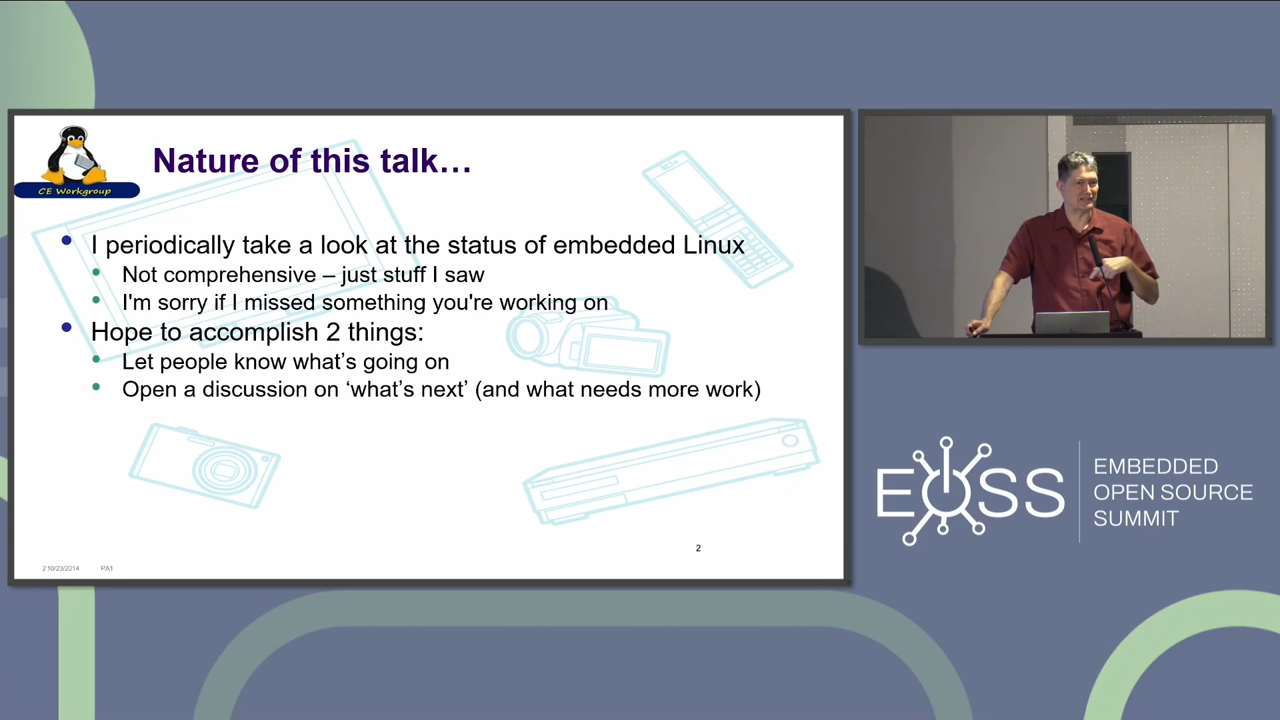 CE Workgroup
Nature of this talk…
• I periodically take a look at the status of embedded Linux
• Not comprehensive – just stuff I saw
• I'm sorry if I missed something you're working on
• Hope to accomplish 2 things:
• Let people know what’s going on
• Open a discussion on ‘what’s next’ (and what needs more work)
2
2 10/23/2014 PA1
EOSS
EMBEDDED
OPEN SOURCE
SUMMIT